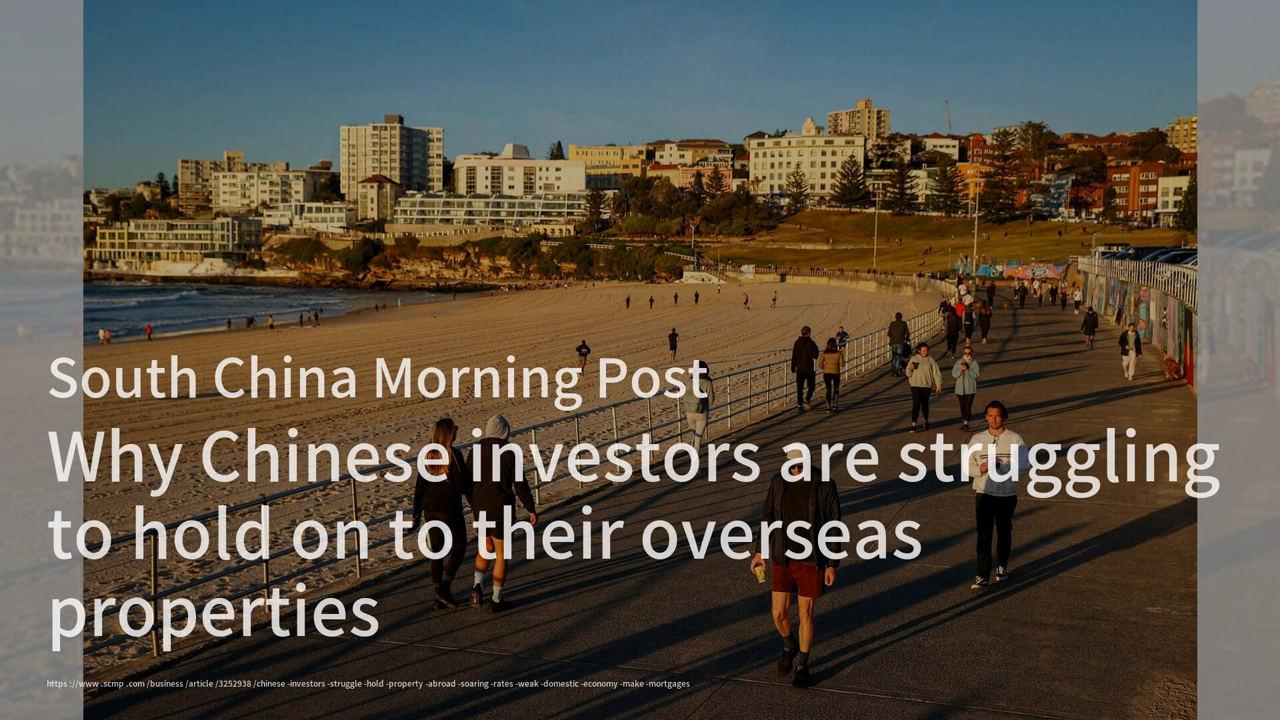 South China Morning Post
Why Chinese investors are struggling
to hold on to their overseas
properties
https ://www .scmp .com /business /article /3252938 /chinese -investors -struggle -hold -property -abroad -soaring -rates -weak -domestic -economy -make -mortgages